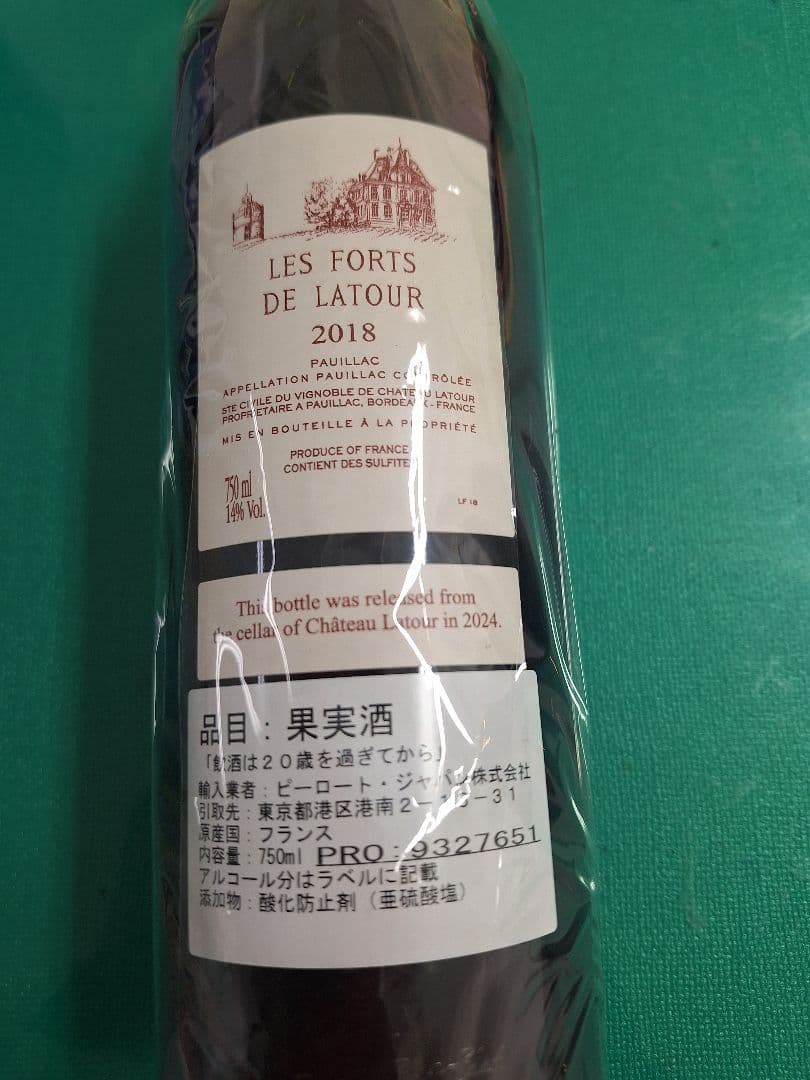 LES FORTS
DE LATOUR
2018
PAUILLAC
APPELLATION PAUILLAC CONTRÔLÉE
STE CIVILE DU VIGNOBLE DE CHATEAU LATOUR
PROPRIETAIRE A PAUILLAC, BORDEAUX - FRANCE
MIS EN BOUTEILLE À LA PROPRIÉTÉ
PRODUCE OF FRANCE
CONTIENT DES SULFITES
750 ml
14% Vol.
LF 18
This bottle was released from
the cellar of Château Latour in 2024.
品目：果実酒
「飲酒は２０歳を過ぎてから」
輸入業者：ピーロート・ジャパン株式会社
引取先：東京都港区港南２－１３－３１
原産国：フランス
内容量：750ml PRO：9327651
アルコール分はラベルに記載
添加物：酸化防止剤（亜硫酸塩）